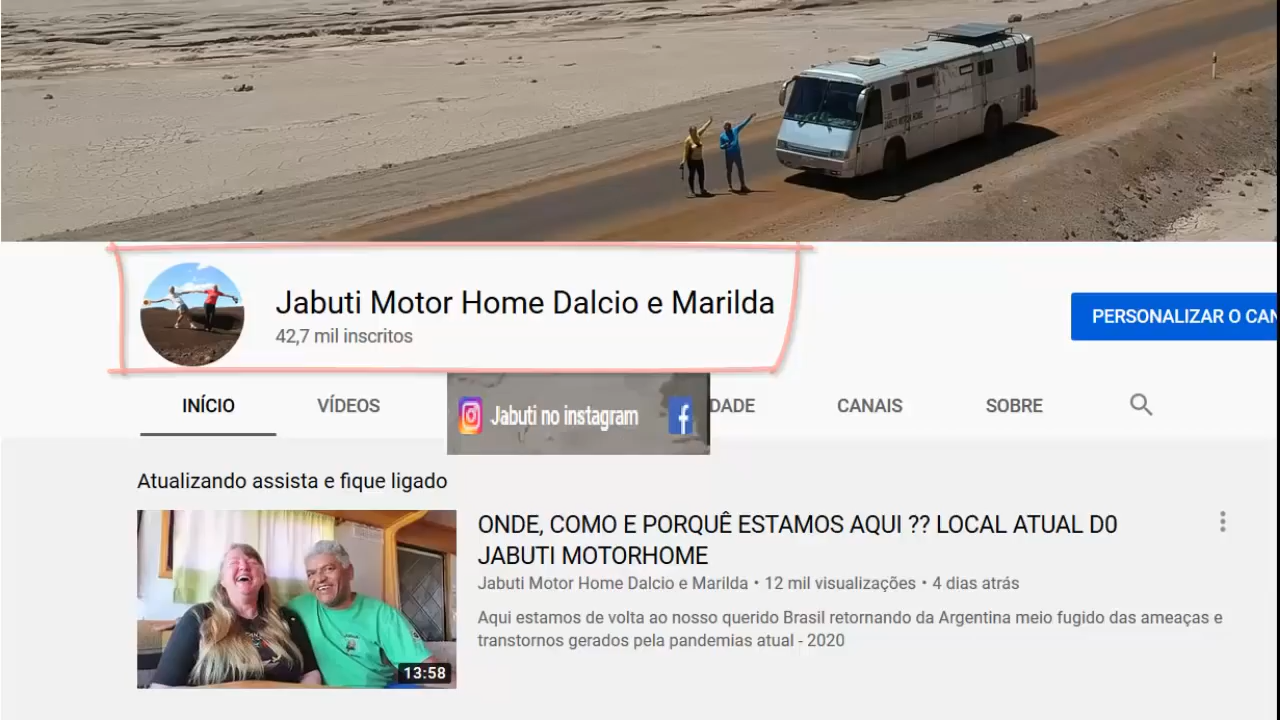 JABUTI MOTOR HOME
Jabuti Motor Home Dalcio e Marilda
42,7 mil inscritos
PERSONALIZAR O CAN
INÍCIO
VÍDEOS
Jabuti no instagram
DADE
CANAIS
SOBRE
Atualizando assista e fique ligado
ONDE, COMO E PORQUÊ ESTAMOS AQUI ?? LOCAL ATUAL D0
JABUTI MOTORHOME
Jabuti Motor Home Dalcio e Marilda • 12 mil visualizações • 4 dias atrás
Aqui estamos de volta ao nosso querido Brasil retornando da Argentina meio fugido das ameaças e
transtornos gerados pela pandemias atual - 2020
13:58